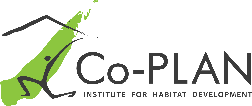 Co-PLAN
INSTITUTE FOR HABITAT DEVELOPMENT